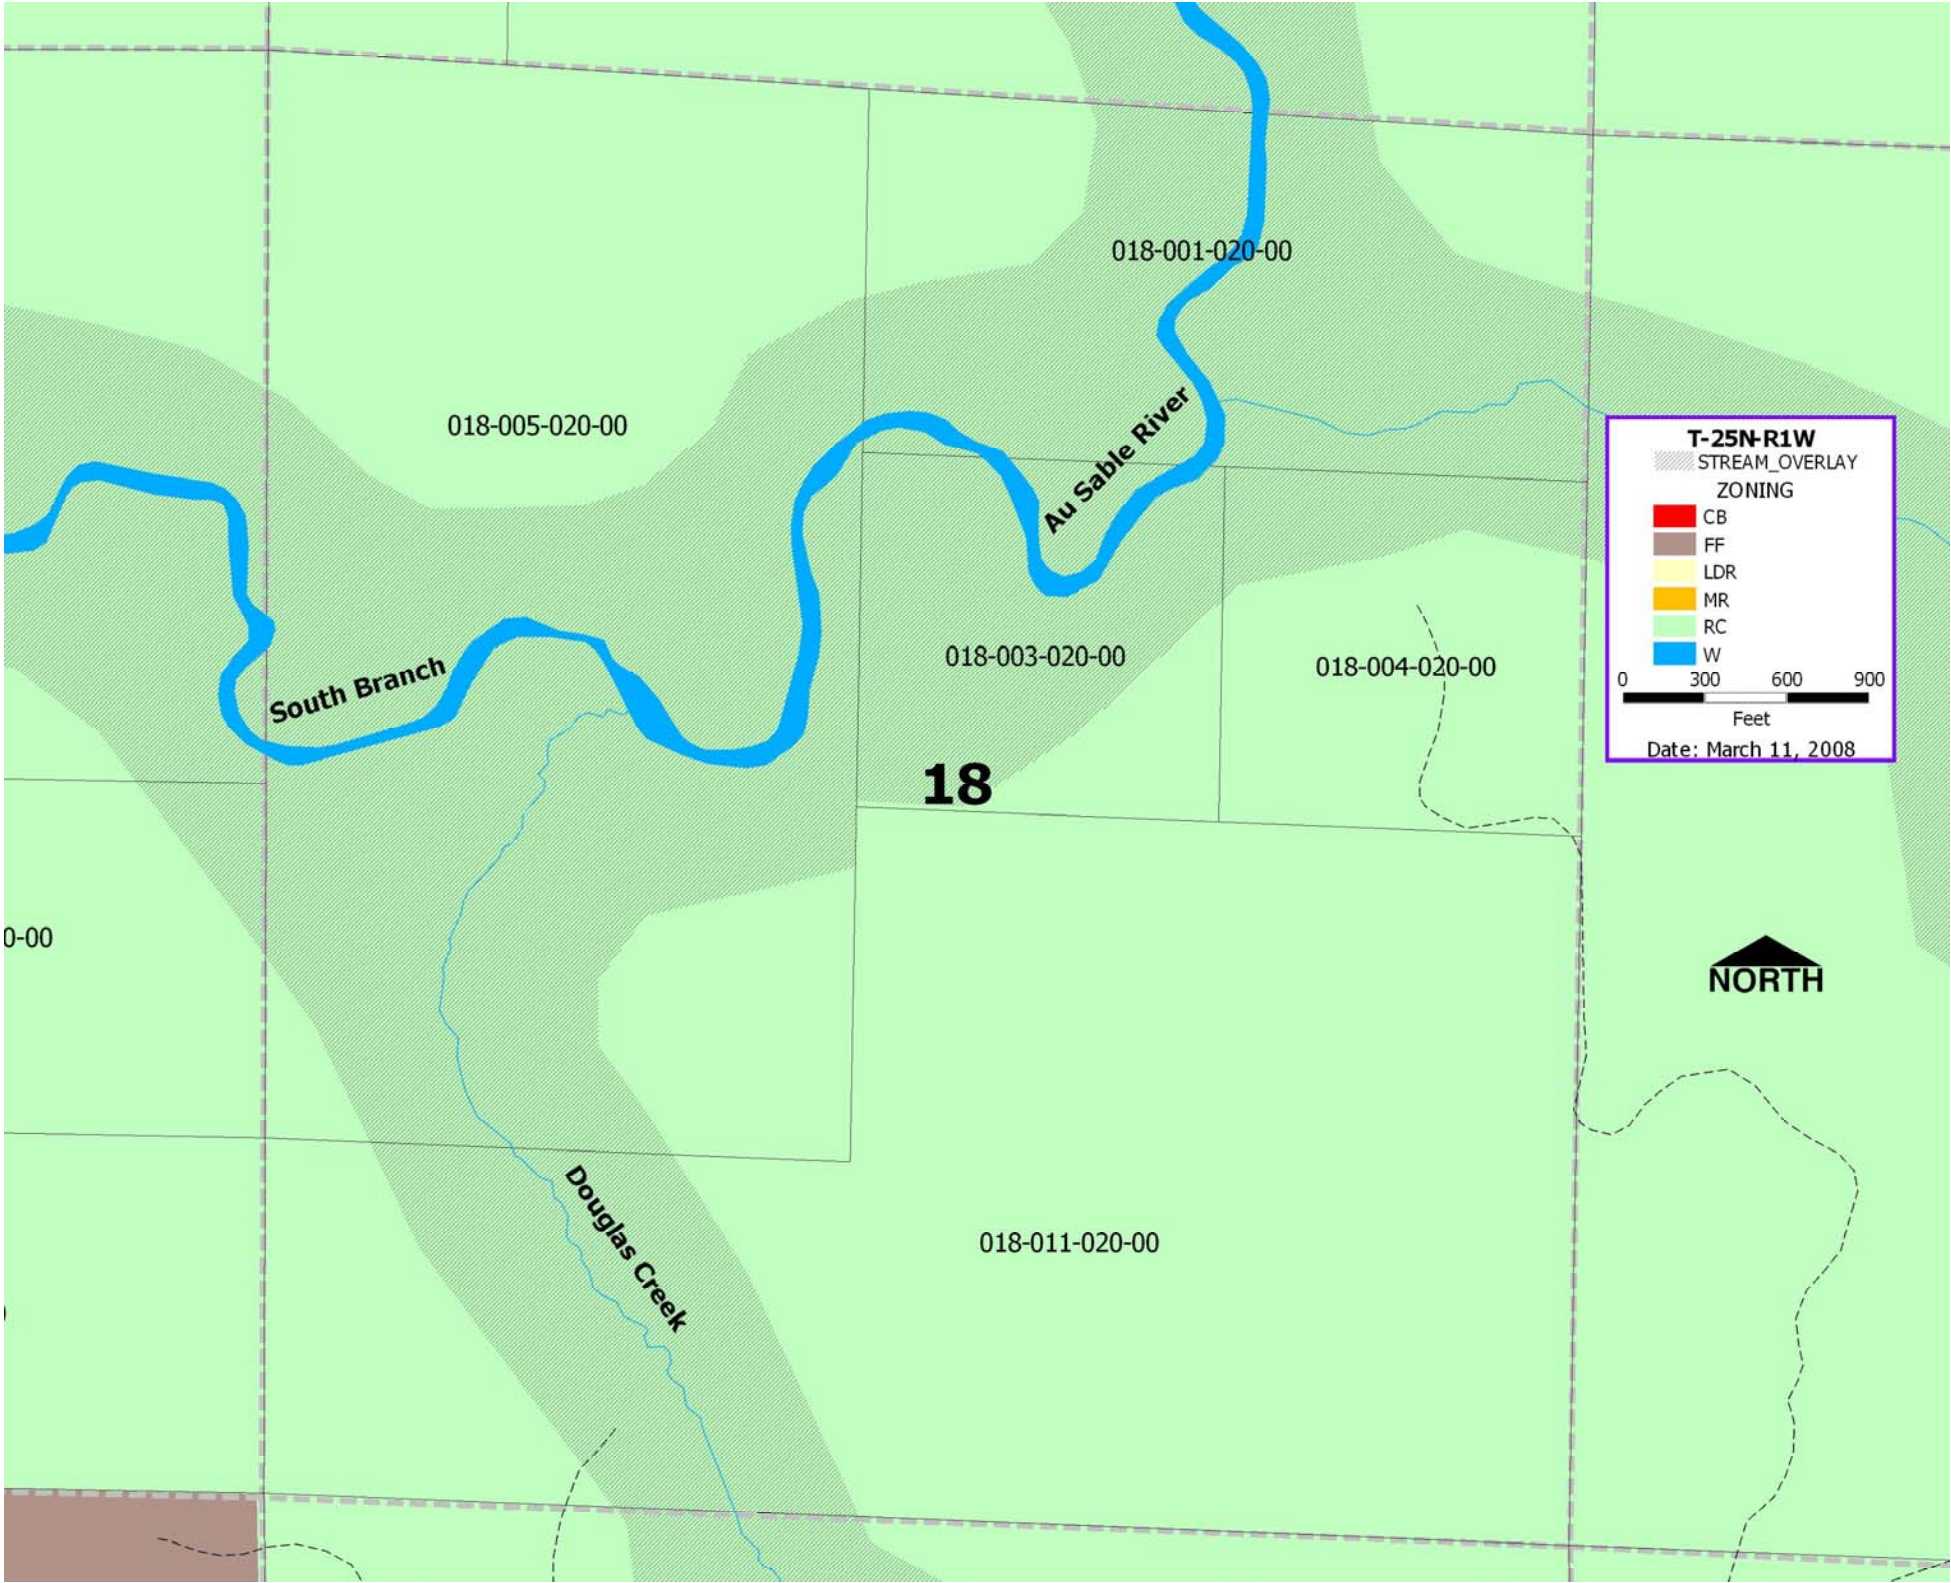 018-001-020-00
018-005-020-00
Au Sable River
T-25N-R1W
STREAM_OVERLAY
ZONING
CB
FF
LDR
MR
RC
W
0 300 600 900
Feet
Date: March 11, 2008
018-003-020-00
018-004-020-00
South Branch
18
0-00
NORTH
018-011-020-00
Douglas Creek
)